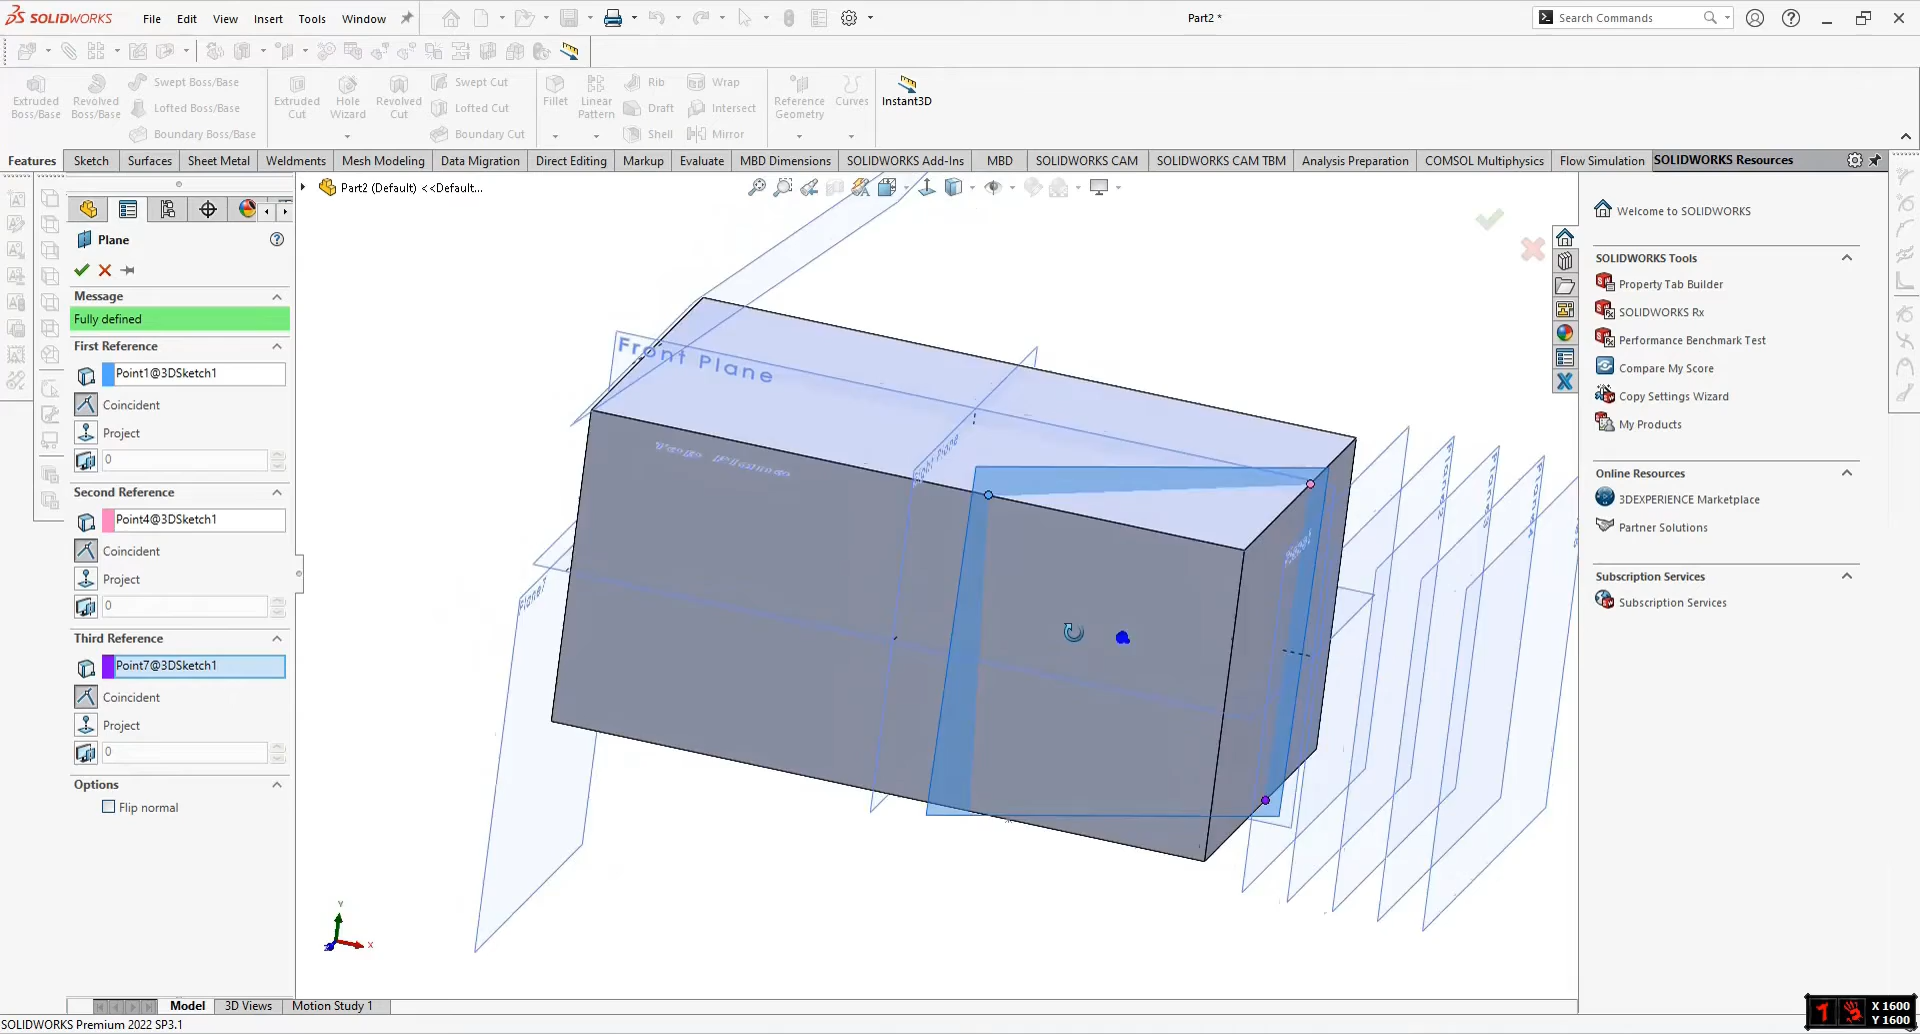 SOLIDWORKS
File Edit View Insert Tools Window
Part2 *
Search Commands
Extruded Boss/Base
Revolved Boss/Base
Swept Boss/Base
Lofted Boss/Base
Boundary Boss/Base
Extruded Cut
Hole Wizard
Revolved Cut
Swept Cut
Lofted Cut
Boundary Cut
Fillet
Linear Pattern
Rib
Draft
Shell
Wrap
Intersect
Mirror
Reference Geometry
Curves
Instant3D
Features Sketch Surfaces Sheet Metal Weldments Mesh Modeling Data Migration Direct Editing Markup Evaluate MBD Dimensions SOLIDWORKS Add-Ins MBD SOLIDWORKS CAM SOLIDWORKS CAM TBM Analysis Preparation COMSOL Multiphysics Flow Simulation SOLIDWORKS Resources
Part2 (Default) <<Default...
Plane
Message
Fully defined
First Reference
Point1@3DSketch1
Coincident
Project
0
Second Reference
Point4@3DSketch1
Coincident
Project
0
Third Reference
Point7@3DSketch1
Coincident
Project
0
Options
Flip normal
Front Plane
Right Plane
Plane1
Y
X
Welcome to SOLIDWORKS
SOLIDWORKS Tools
Property Tab Builder
SOLIDWORKS Rx
Performance Benchmark Test
Compare My Score
Copy Settings Wizard
My Products
Online Resources
3DEXPERIENCE Marketplace
Partner Solutions
Subscription Services
Subscription Services
Model 3D Views Motion Study 1
SOLIDWORKS Premium 2022 SP3.1
X 1600
Y 1600